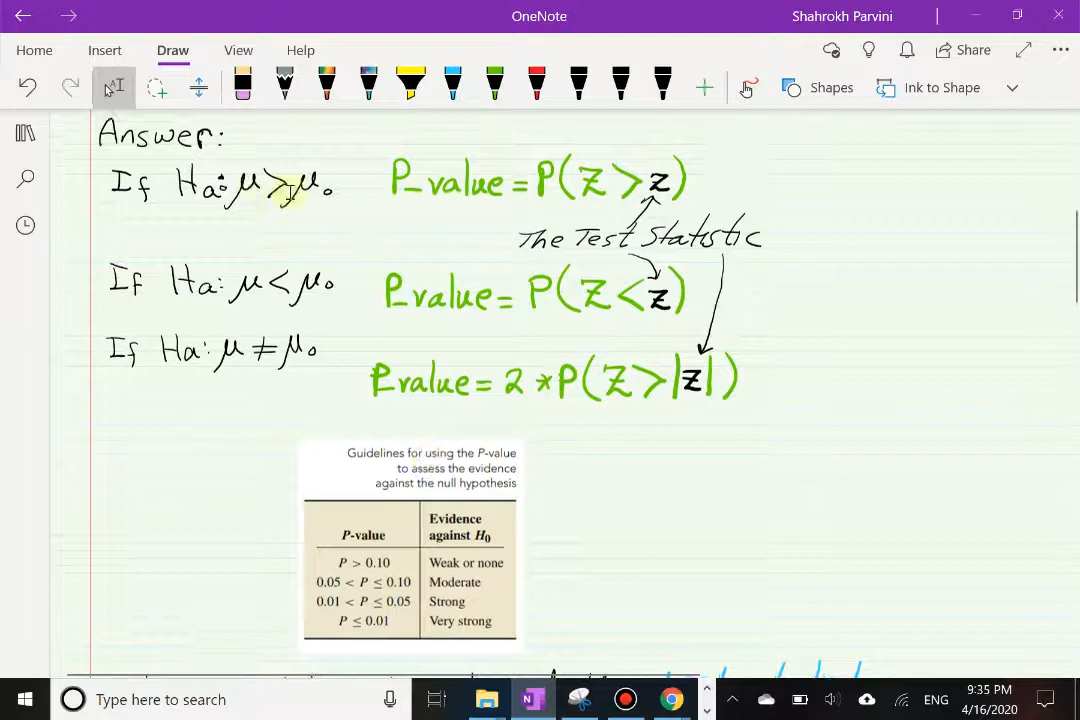 OneNote
Shahrokh Parvini
Home Insert Draw View Help
Share
Shapes
Ink to Shape
Answer:
If Ha: μ > μ₀ P_value = P(Z > z)
The Test Statistic
If Ha: μ < μ₀ P_value = P(Z < z)
If Ha: μ ≠ μ₀
P_value = 2 * P(Z > |z|)
Guidelines for using the P-value
to assess the evidence
against the null hypothesis
P-value Evidence against H₀
P > 0.10 Weak or none
0.05 < P ≤ 0.10 Moderate
0.01 < P ≤ 0.05 Strong
P ≤ 0.01 Very strong
Type here to search
ENG
9:35 PM
4/16/2020